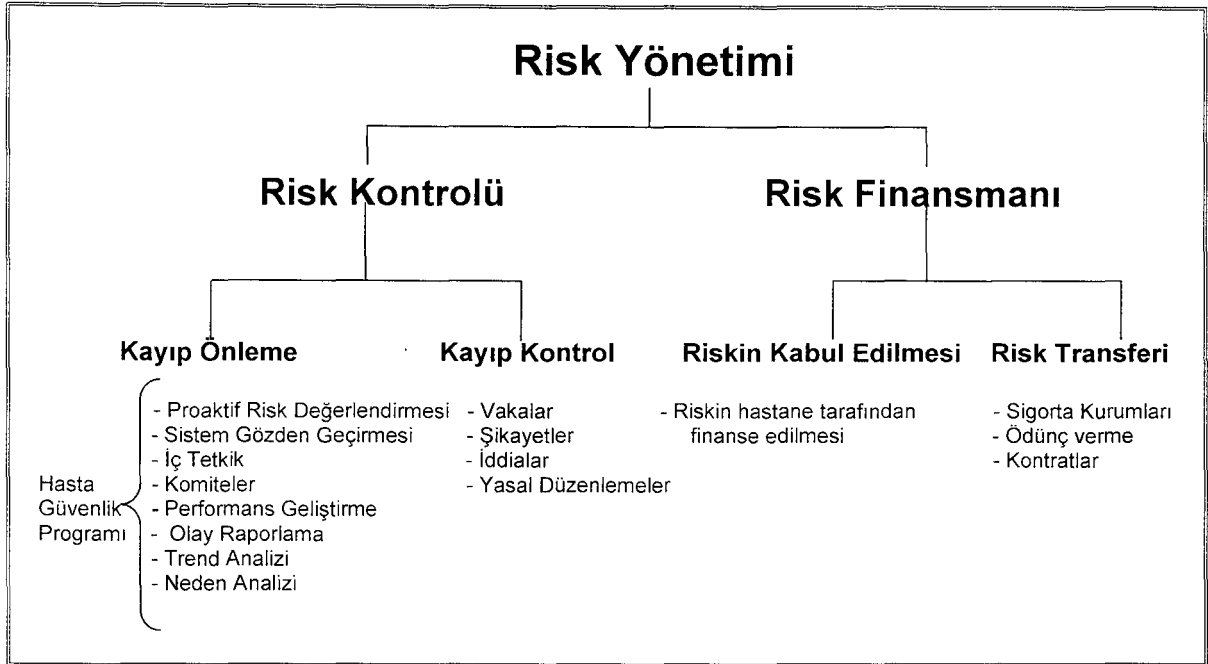 Risk Yönetimi
Risk Kontrolü
Risk Finansmanı
Kayıp Önleme
Kayıp Kontrol
Riskin Kabul Edilmesi
Risk Transferi
Hasta
Güvenlik
Programı
- Proaktif Risk Değerlendirmesi
- Sistem Gözden Geçirmesi
- İç Tetkik
- Komiteler
- Performans Geliştirme
- Olay Raporlama
- Trend Analizi
- Neden Analizi
- Vakalar
- Şikayetler
- İddialar
- Yasal Düzenlemeler
- Riskin hastane tarafından
finanse edilmesi
- Sigorta Kurumları
- Ödünç verme
- Kontratlar